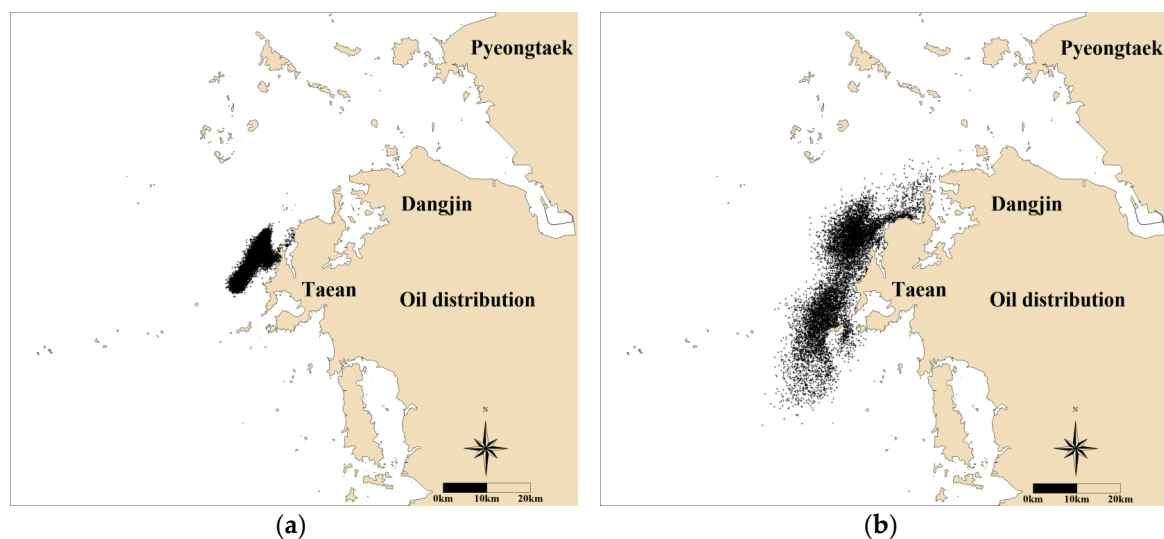 Pyeongtaek
Dangjin
Taean
Oil distribution
N
0km 10km 20km
(a)
Pyeongtaek
Dangjin
Taean
Oil distribution
N
0km 10km 20km
(b)